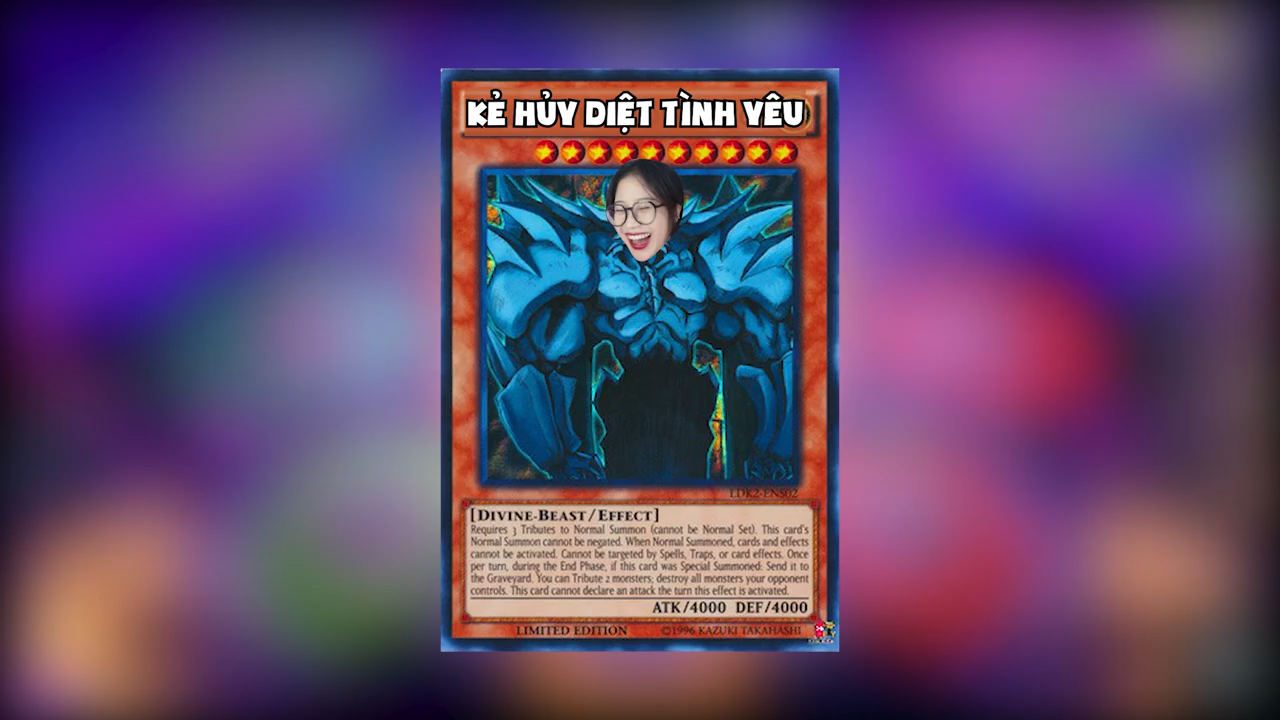 KẺ HỦY DIỆT TÌNH YÊU
LDK2-ENS02
[DIVINE-BEAST/EFFECT]
Requires 3 Tributes to Normal Summon (cannot be Normal Set). This card's
Normal Summon cannot be negated. When Normal Summoned, cards and effects
cannot be activated. Cannot be targeted by Spells, Traps, or card effects. Once
per turn, during the End Phase, if this card was Special Summoned: Send it to
the Graveyard. You can Tribute 2 monsters; destroy all monsters your opponent
controls. This card cannot declare an attack the turn this effect is activated.
ATK/4000 DEF/4000
LIMITED EDITION ©1996 KAZUKI TAKAHASHI